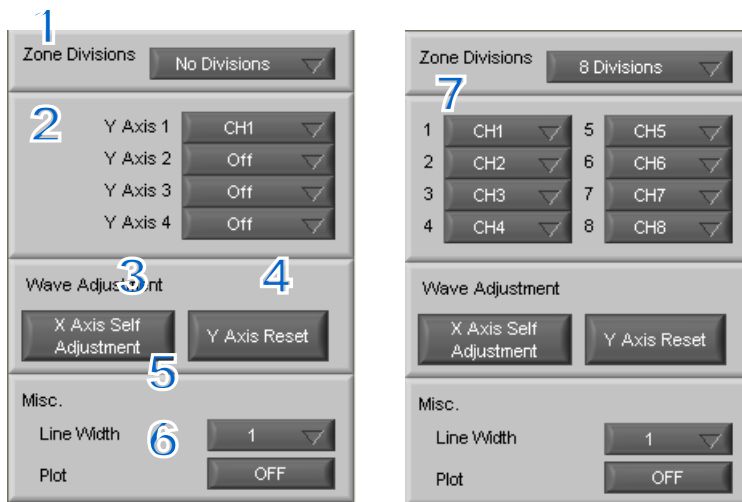 1
Zone Divisions No Divisions
2
Y Axis 1 CH1
Y Axis 2 Off
Y Axis 3 Off
Y Axis 4 Off
3 4
Wave Adjustment
X Axis Self
Adjustment
Y Axis Reset
5
Misc.
Line Width 1
6
Plot OFF
Zone Divisions 8 Divisions
7
1 CH1 5 CH5
2 CH2 6 CH6
3 CH3 7 CH7
4 CH4 8 CH8
Wave Adjustment
X Axis Self
Adjustment
Y Axis Reset
Misc.
Line Width 1
Plot OFF